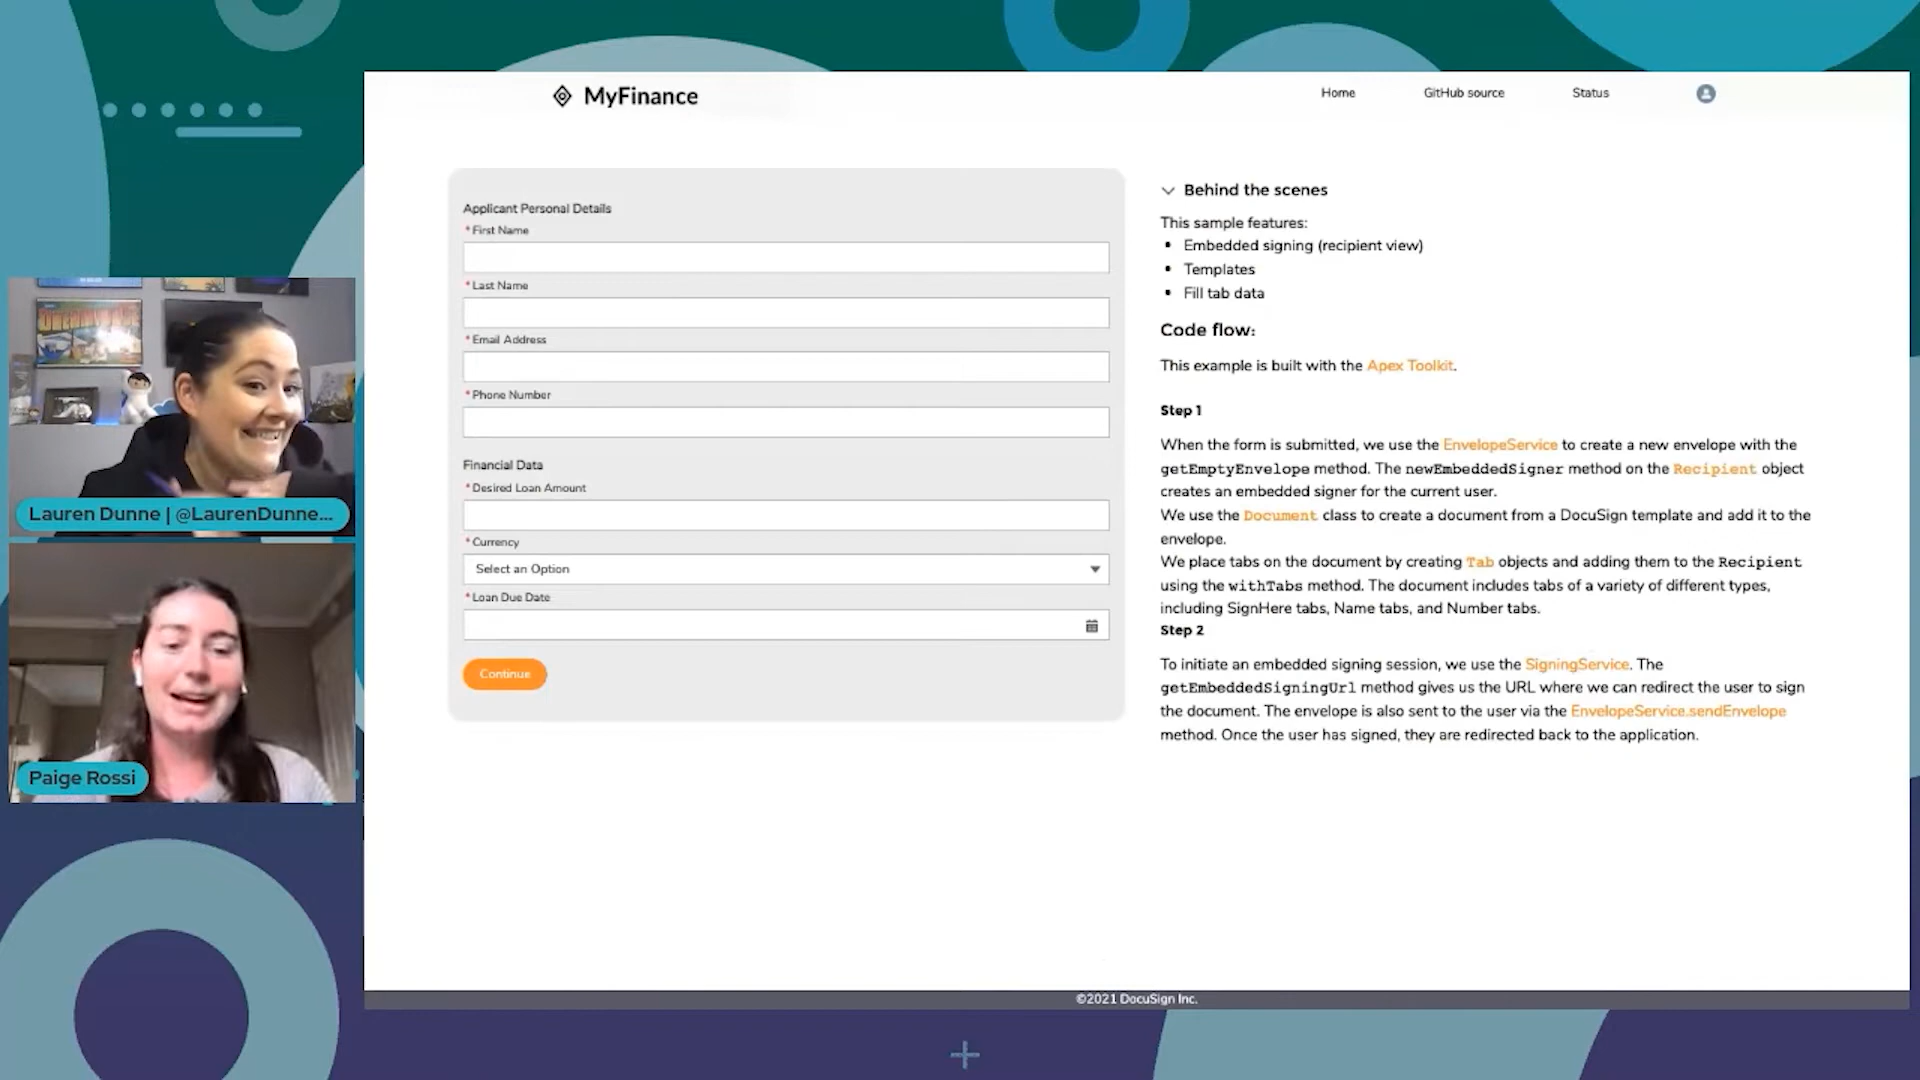 MyFinance
Home
GitHub source
Status
Applicant Personal Details
* First Name
* Last Name
* Email Address
* Phone Number
Financial Data
* Desired Loan Amount
* Currency
Select an Option
* Loan Due Date
Continue
Behind the scenes
This sample features:
• Embedded signing (recipient view)
• Templates
• Fill tab data
Code flow:
This example is built with the Apex Toolkit.
Step 1
When the form is submitted, we use the EnvelopeService to create a new envelope with the
getEmptyEnvelope method. The newEmbeddedSigner method on the Recipient object
creates an embedded signer for the current user.
We use the Document class to create a document from a DocuSign template and add it to the
envelope.
We place tabs on the document by creating Tab objects and adding them to the Recipient
using the withTabs method. The document includes tabs of a variety of different types,
including SignHere tabs, Name tabs, and Number tabs.
Step 2
To initiate an embedded signing session, we use the SigningService. The
getEmbeddedSigningUrl method gives us the URL where we can redirect the user to sign
the document. The envelope is also sent to the user via the EnvelopeService.sendEnvelope
method. Once the user has signed, they are redirected back to the application.
©2021 DocuSign Inc.
Lauren Dunne | @LaurenDunne...
Paige Rossi